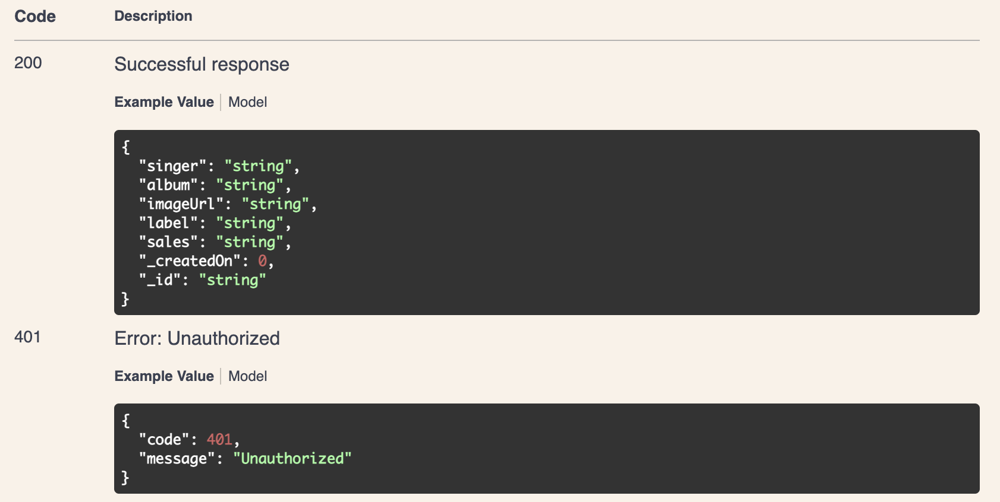 Code Description
200 Successful response
Example Value | Model
{
  "singer": "string",
  "album": "string",
  "imageUrl": "string",
  "label": "string",
  "sales": "string",
  "_createdOn": 0,
  "_id": "string"
}
401 Error: Unauthorized
Example Value | Model
{
  "code": 401,
  "message": "Unauthorized"
}